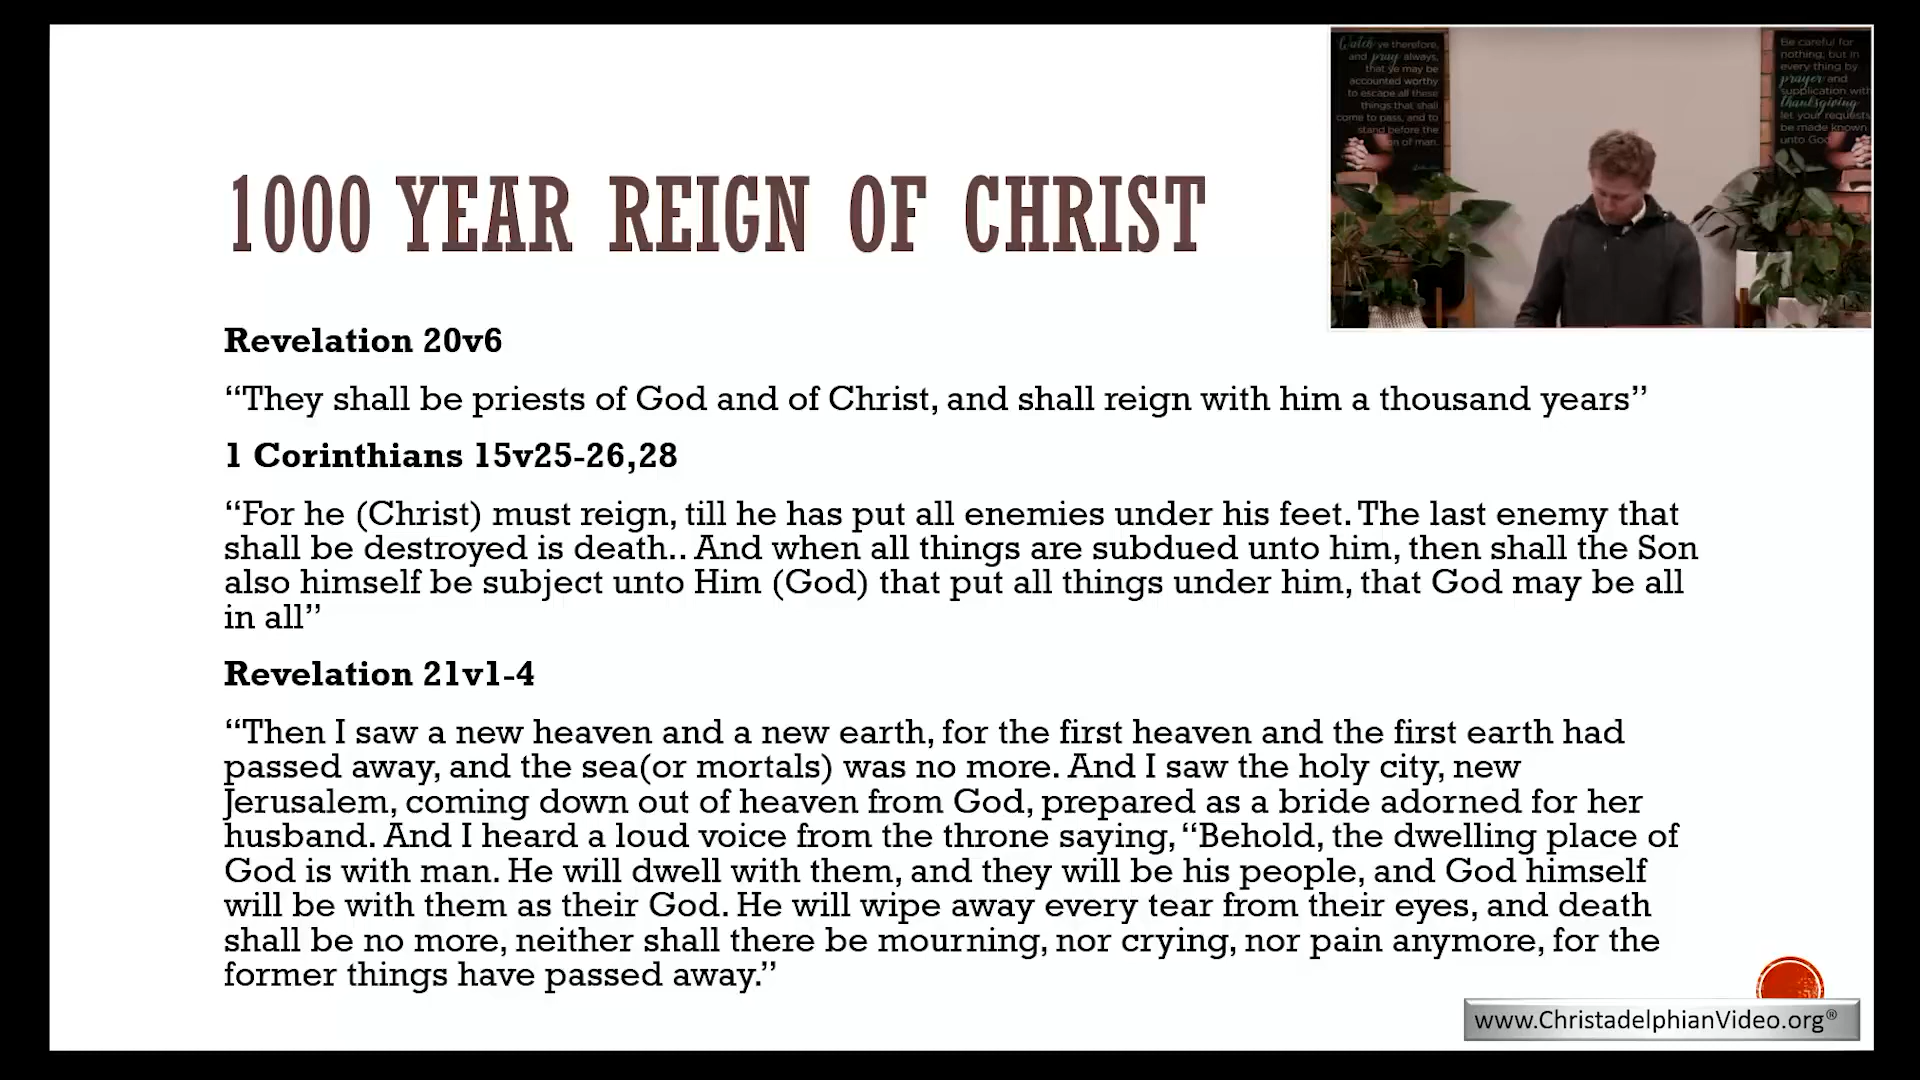 1000 YEAR REIGN OF CHRIST
Revelation 20v6
“They shall be priests of God and of Christ, and shall reign with him a thousand years”
1 Corinthians 15v25-26,28
“For he (Christ) must reign, till he has put all enemies under his feet. The last enemy that
shall be destroyed is death.. And when all things are subdued unto him, then shall the Son
also himself be subject unto Him (God) that put all things under him, that God may be all
in all”
Revelation 21v1-4
“Then I saw a new heaven and a new earth, for the first heaven and the first earth had
passed away, and the sea(or mortals) was no more. And I saw the holy city, new
Jerusalem, coming down out of heaven from God, prepared as a bride adorned for her
husband. And I heard a loud voice from the throne saying, “Behold, the dwelling place of
God is with man. He will dwell with them, and they will be his people, and God himself
will be with them as their God. He will wipe away every tear from their eyes, and death
shall be no more, neither shall there be mourning, nor crying, nor pain anymore, for the
former things have passed away.”
Watch ye therefore,
and pray always,
that ye may be
accounted worthy
to escape all these
things that shall
come to pass, and to
stand before the
n of man.
Be careful for
nothing; but in
every thing by
prayer and
supplication with
thanksgiving
let your requests
be made known
unto God
www.ChristadelphianVideo.org®